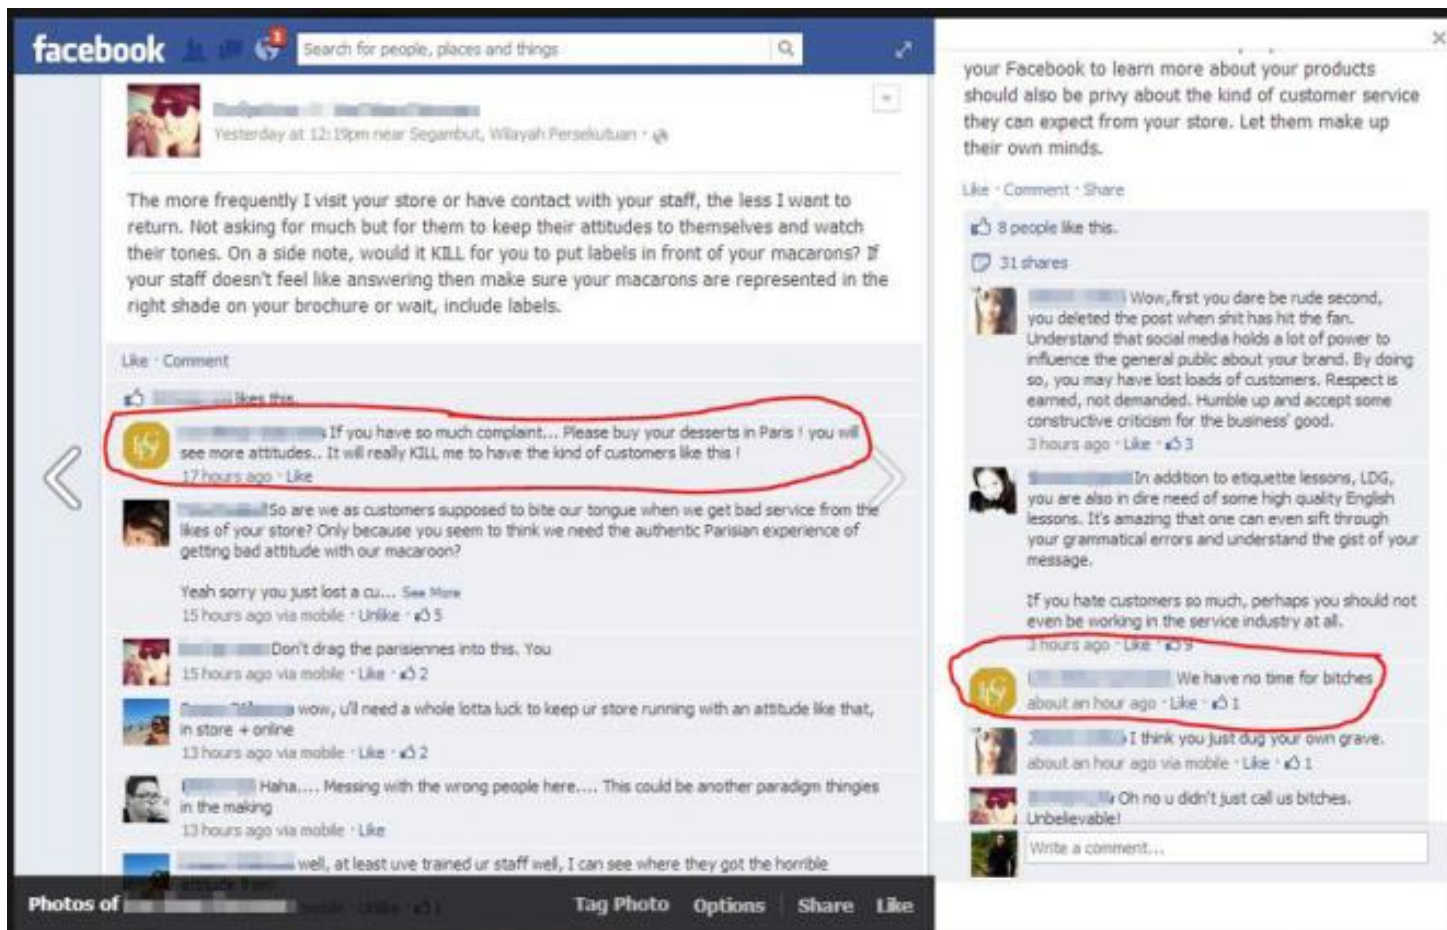 facebook
1
Search for people, places and things
Yesterday at 12:19pm near Segambut, Wilayah Persekutuan ·
The more frequently I visit your store or have contact with your staff, the less I want to
return. Not asking for much but for them to keep their attitudes to themselves and watch
their tones. On a side note, would it KILL for you to put labels in front of your macarons? If
your staff doesn't feel like answering then make sure your macarons are represented in the
right shade on your brochure or wait, include labels.
Like · Comment
likes this.
If you have so much complaint... Please buy your desserts in Paris ! you will
see more attitudes.. It will really KILL me to have the kind of customers like this !
17 hours ago · Like
So are we as customers supposed to bite our tongue when we get bad service from the
likes of your store? Only because you seem to think we need the authentic Parisian experience of
getting bad attitude with our macaroon?
Yeah sorry you just lost a cu... See More
15 hours ago via mobile · Unlike · 5
Don't drag the parisiennes into this. You
15 hours ago via mobile · Like · 2
wow, u'll need a whole lotta luck to keep ur store running with an attitude like that,
in store + online
13 hours ago via mobile · Like · 2
Haha.... Messing with the wrong people here.... This could be another paradigm thingies
in the making
13 hours ago via mobile · Like
well, at least uve trained ur staff well, I can see where they got the horrible
Photos of
Tag Photo Options Share Like
your Facebook to learn more about your products
should also be privy about the kind of customer service
they can expect from your store. Let them make up
their own minds.
Like · Comment · Share
8 people like this.
31 shares
Wow,first you dare be rude second,
you deleted the post when shit has hit the fan.
Understand that social media holds a lot of power to
influence the general public about your brand. By doing
so, you may have lost loads of customers. Respect is
earned, not demanded. Humble up and accept some
constructive criticism for the business' good.
3 hours ago · Like · 3
In addition to etiquette lessons, LDG,
you are also in dire need of some high quality English
lessons. It's amazing that one can even sift through
your grammatical errors and understand the gist of your
message.
If you hate customers so much, perhaps you should not
even be working in the service industry at all.
3 hours ago · Like · 9
We have no time for bitches
about an hour ago · Like · 1
I think you just dug your own grave.
about an hour ago via mobile · Like · 1
Oh no u didn't just call us bitches.
Unbelievable!
Write a comment...